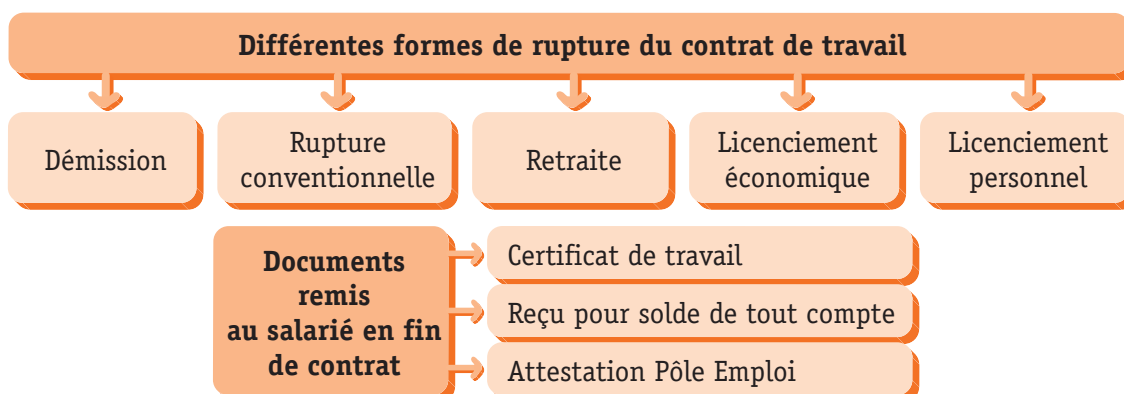 Différentes formes de rupture du contrat de travail
Démission
Rupture
conventionnelle
Retraite
Licenciement
économique
Licenciement
personnel
Documents
remis
au salarié en fin
de contrat
Certificat de travail
Reçu pour solde de tout compte
Attestation Pôle Emploi